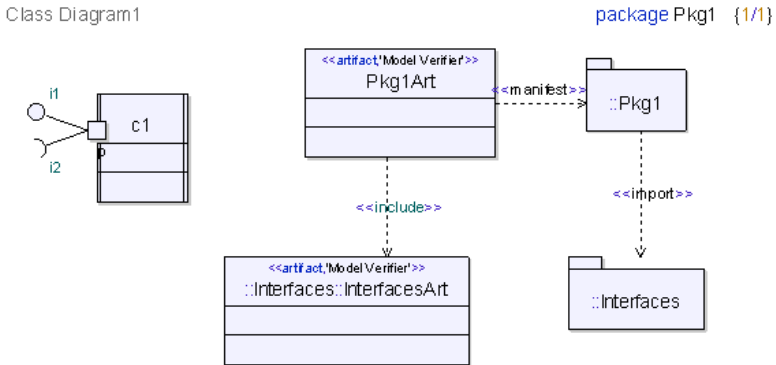 Class Diagram1
package Pkg1 {1/1}
<<artifact,'Model Verifier'>>
Pkg1Art
<<manifest>>
::Pkg1
i1
c1
p
i2
<<include>>
<<import>>
<<artifact,'Model Verifier'>>
::Interfaces::InterfacesArt
::Interfaces